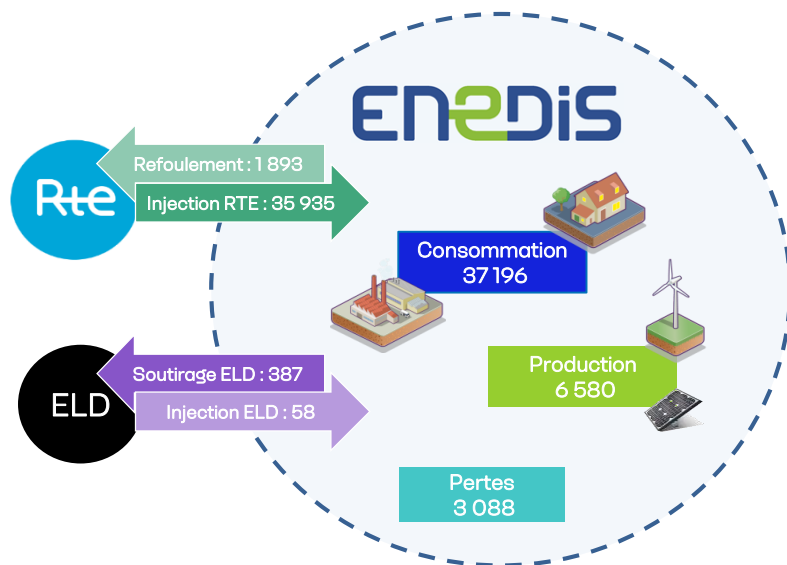 ENEDIS
Rte
Refoulement : 1 893
Injection RTE : 35 935
Consommation
37 196
Production
6 580
ELD
Soutirage ELD : 387
Injection ELD : 58
Pertes
3 088